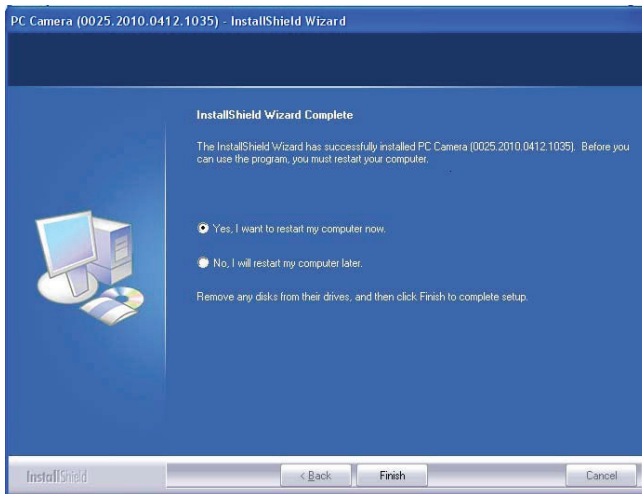 PC Camera (0025.2010.0412.1035) - InstallShield Wizard
InstallShield Wizard Complete
The InstallShield Wizard has successfully installed PC Camera (0025.2010.0412.1035). Before you
can use the program, you must restart your computer.
Yes, I want to restart my computer now.
No, I will restart my computer later.
Remove any disks from their drives, and then click Finish to complete setup.
InstallShield
< Back
Finish
Cancel